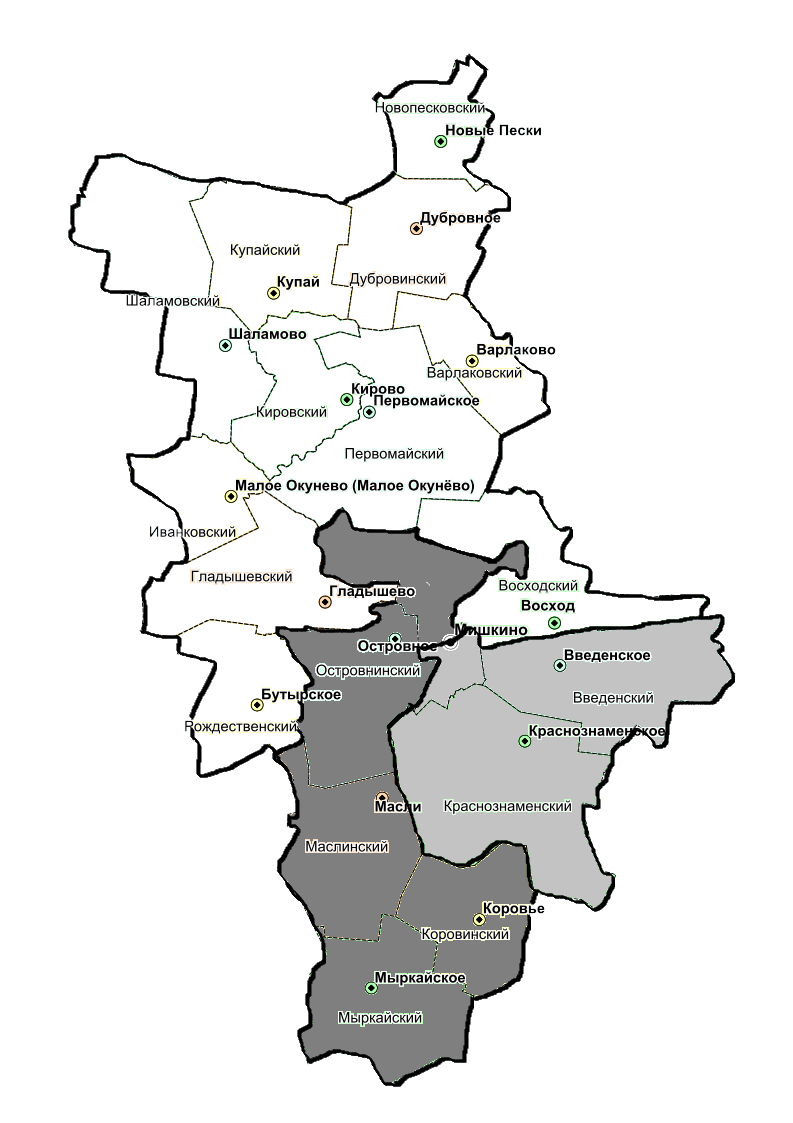 Новопесковский
Новые Пески
Дубровное
Купайский
Купай
Дубровинский
Шаламовский
Шаламово
Варлаково
Варлаковский
Кирово
Первомайское
Кировский
Первомайский
Малое Окунево (Малое Окунёво)
Иванковский
Гладышевский
Гладышево
Восходский
Восход
Мишкино
Островное
Введенское
Островнинский
Бутырское
Введенский
Рождественский
Краснознаменское
Масли
Краснознаменский
Маслинский
Коровье
Коровинский
Мыркайское
Мыркайский